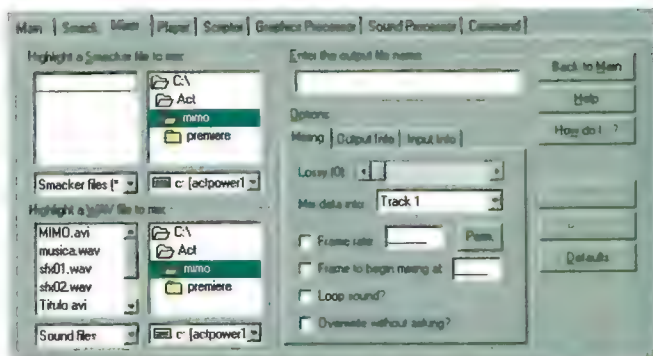 Main Smack Mixer Player Scriptor Graphics Processor Sound Processor Command
Highlight a Smacker file to mix:
C:\
Act
mimo
premiere
Smacker files (*
c: [actpower1
Highlight a WAV file to mix:
MIMO.avi
musica.wav
sh01.wav
sh02.wav
Titulo.avi
C:\
Act
mimo
premiere
Sound files
c: [actpower1
Enter the output file name:
Options:
Mixing Output Info Input Info
Lossy (0):
Mix data into: Track 1
Frame rate: Pam.
Frame to begin mixing at:
Loop sound?
Overwrite without asking?
Back to Main
Help
How do I ..?
Defaults